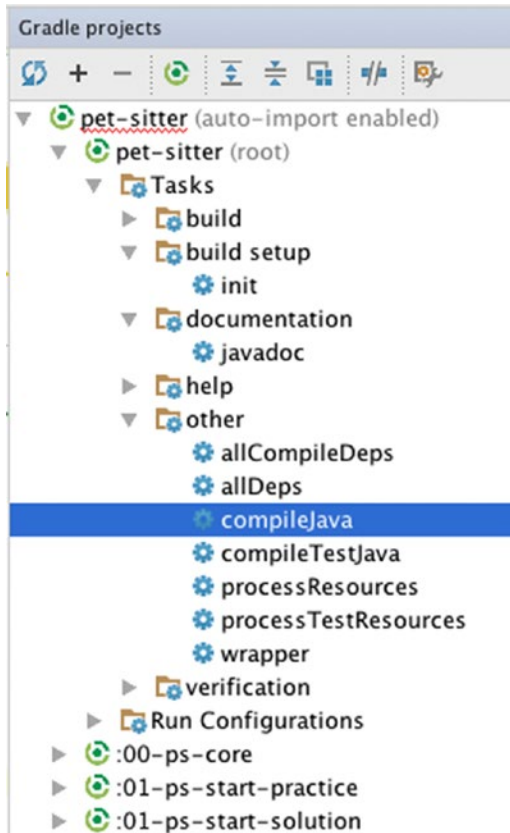 Gradle projects
pet-sitter (auto-import enabled)
pet-sitter (root)
Tasks
build
build setup
init
documentation
javadoc
help
other
allCompileDeps
allDeps
compileJava
compileTestJava
processResources
processTestResources
wrapper
verification
Run Configurations
:00-ps-core
:01-ps-start-practice
:01-ps-start-solution